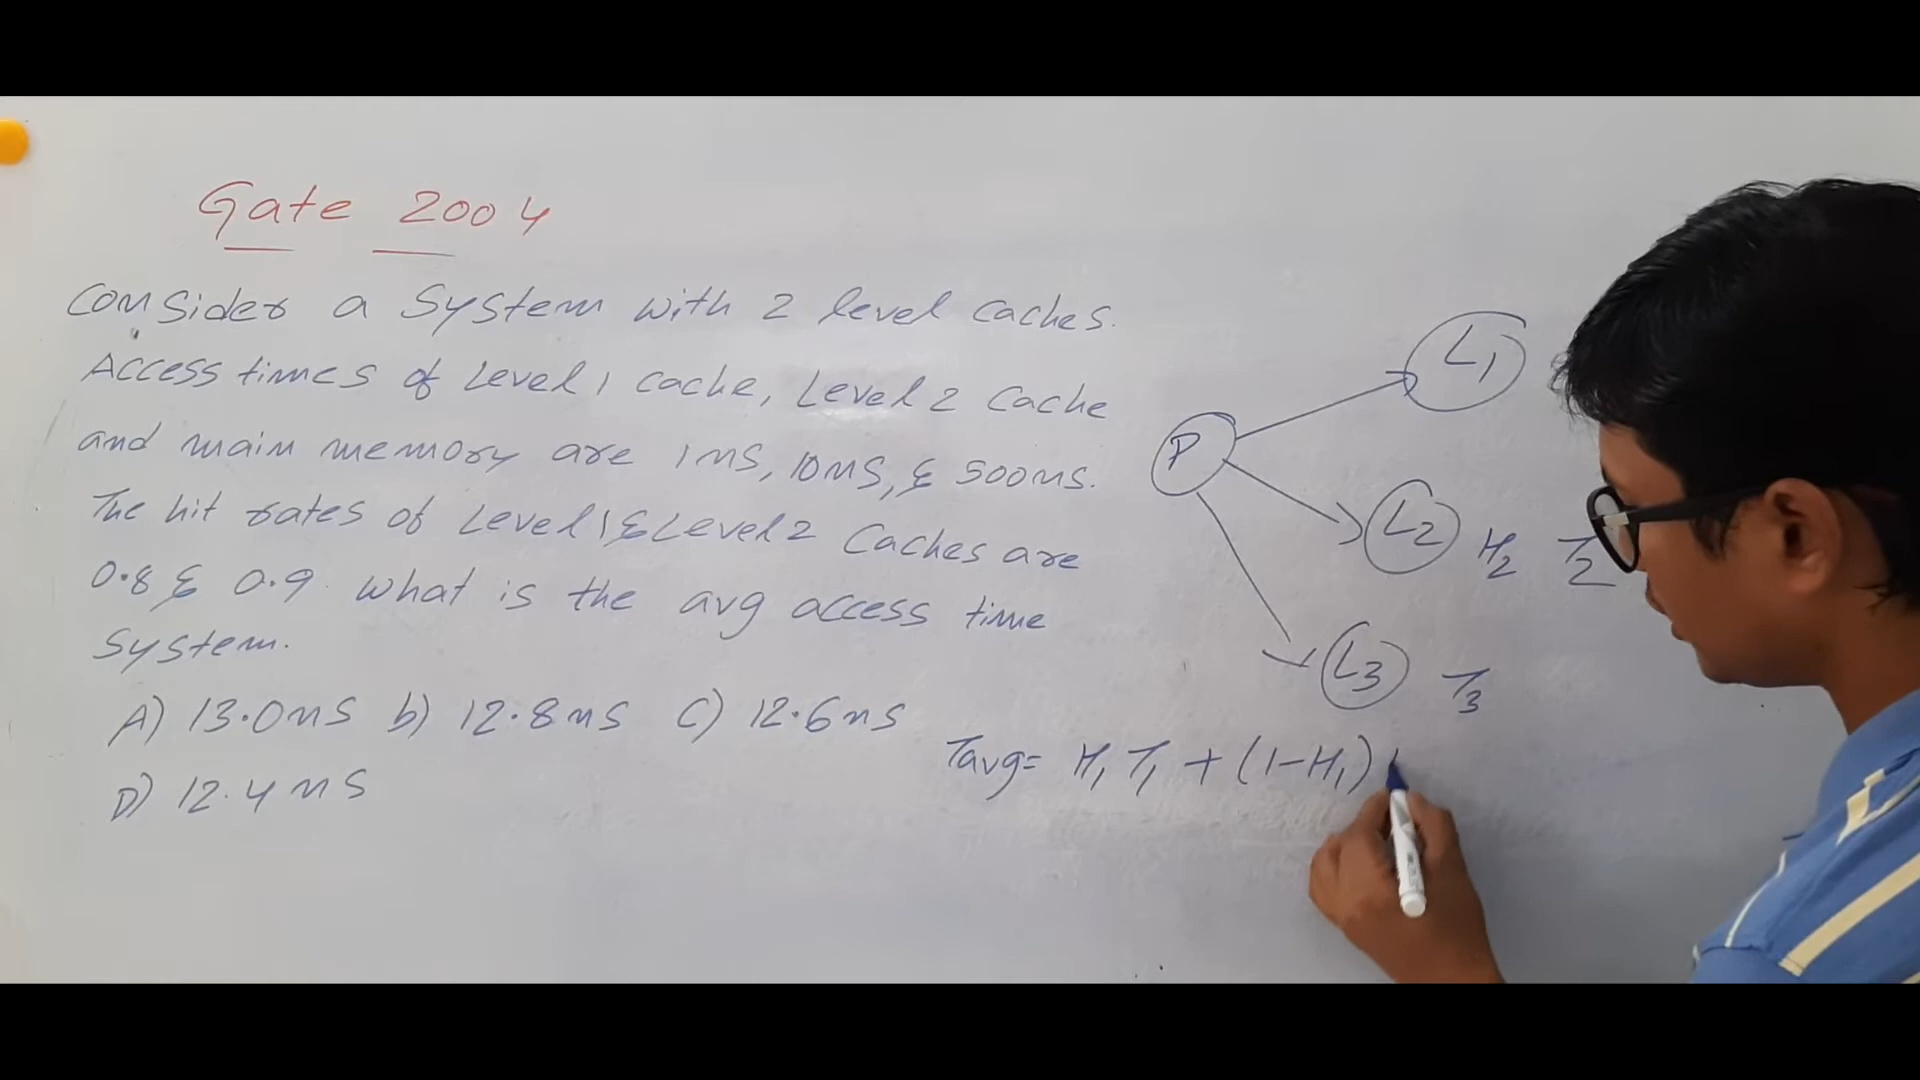 Gate 2004
Consider a System with 2 level Caches.
Access times of Level 1 Cache, Level 2 Cache
and main memory are 1ns, 10ns, & 500ns.
The hit rates of Level 1 & Level 2 Caches are
0.8 & 0.9. What is the avg access time
System.
A) 13.0ns b) 12.8ns C) 12.6ns
D) 12.4ns
L1
P
L2 H2 T2
L3 T3
Tavg= H1 T1 + (1-H1)